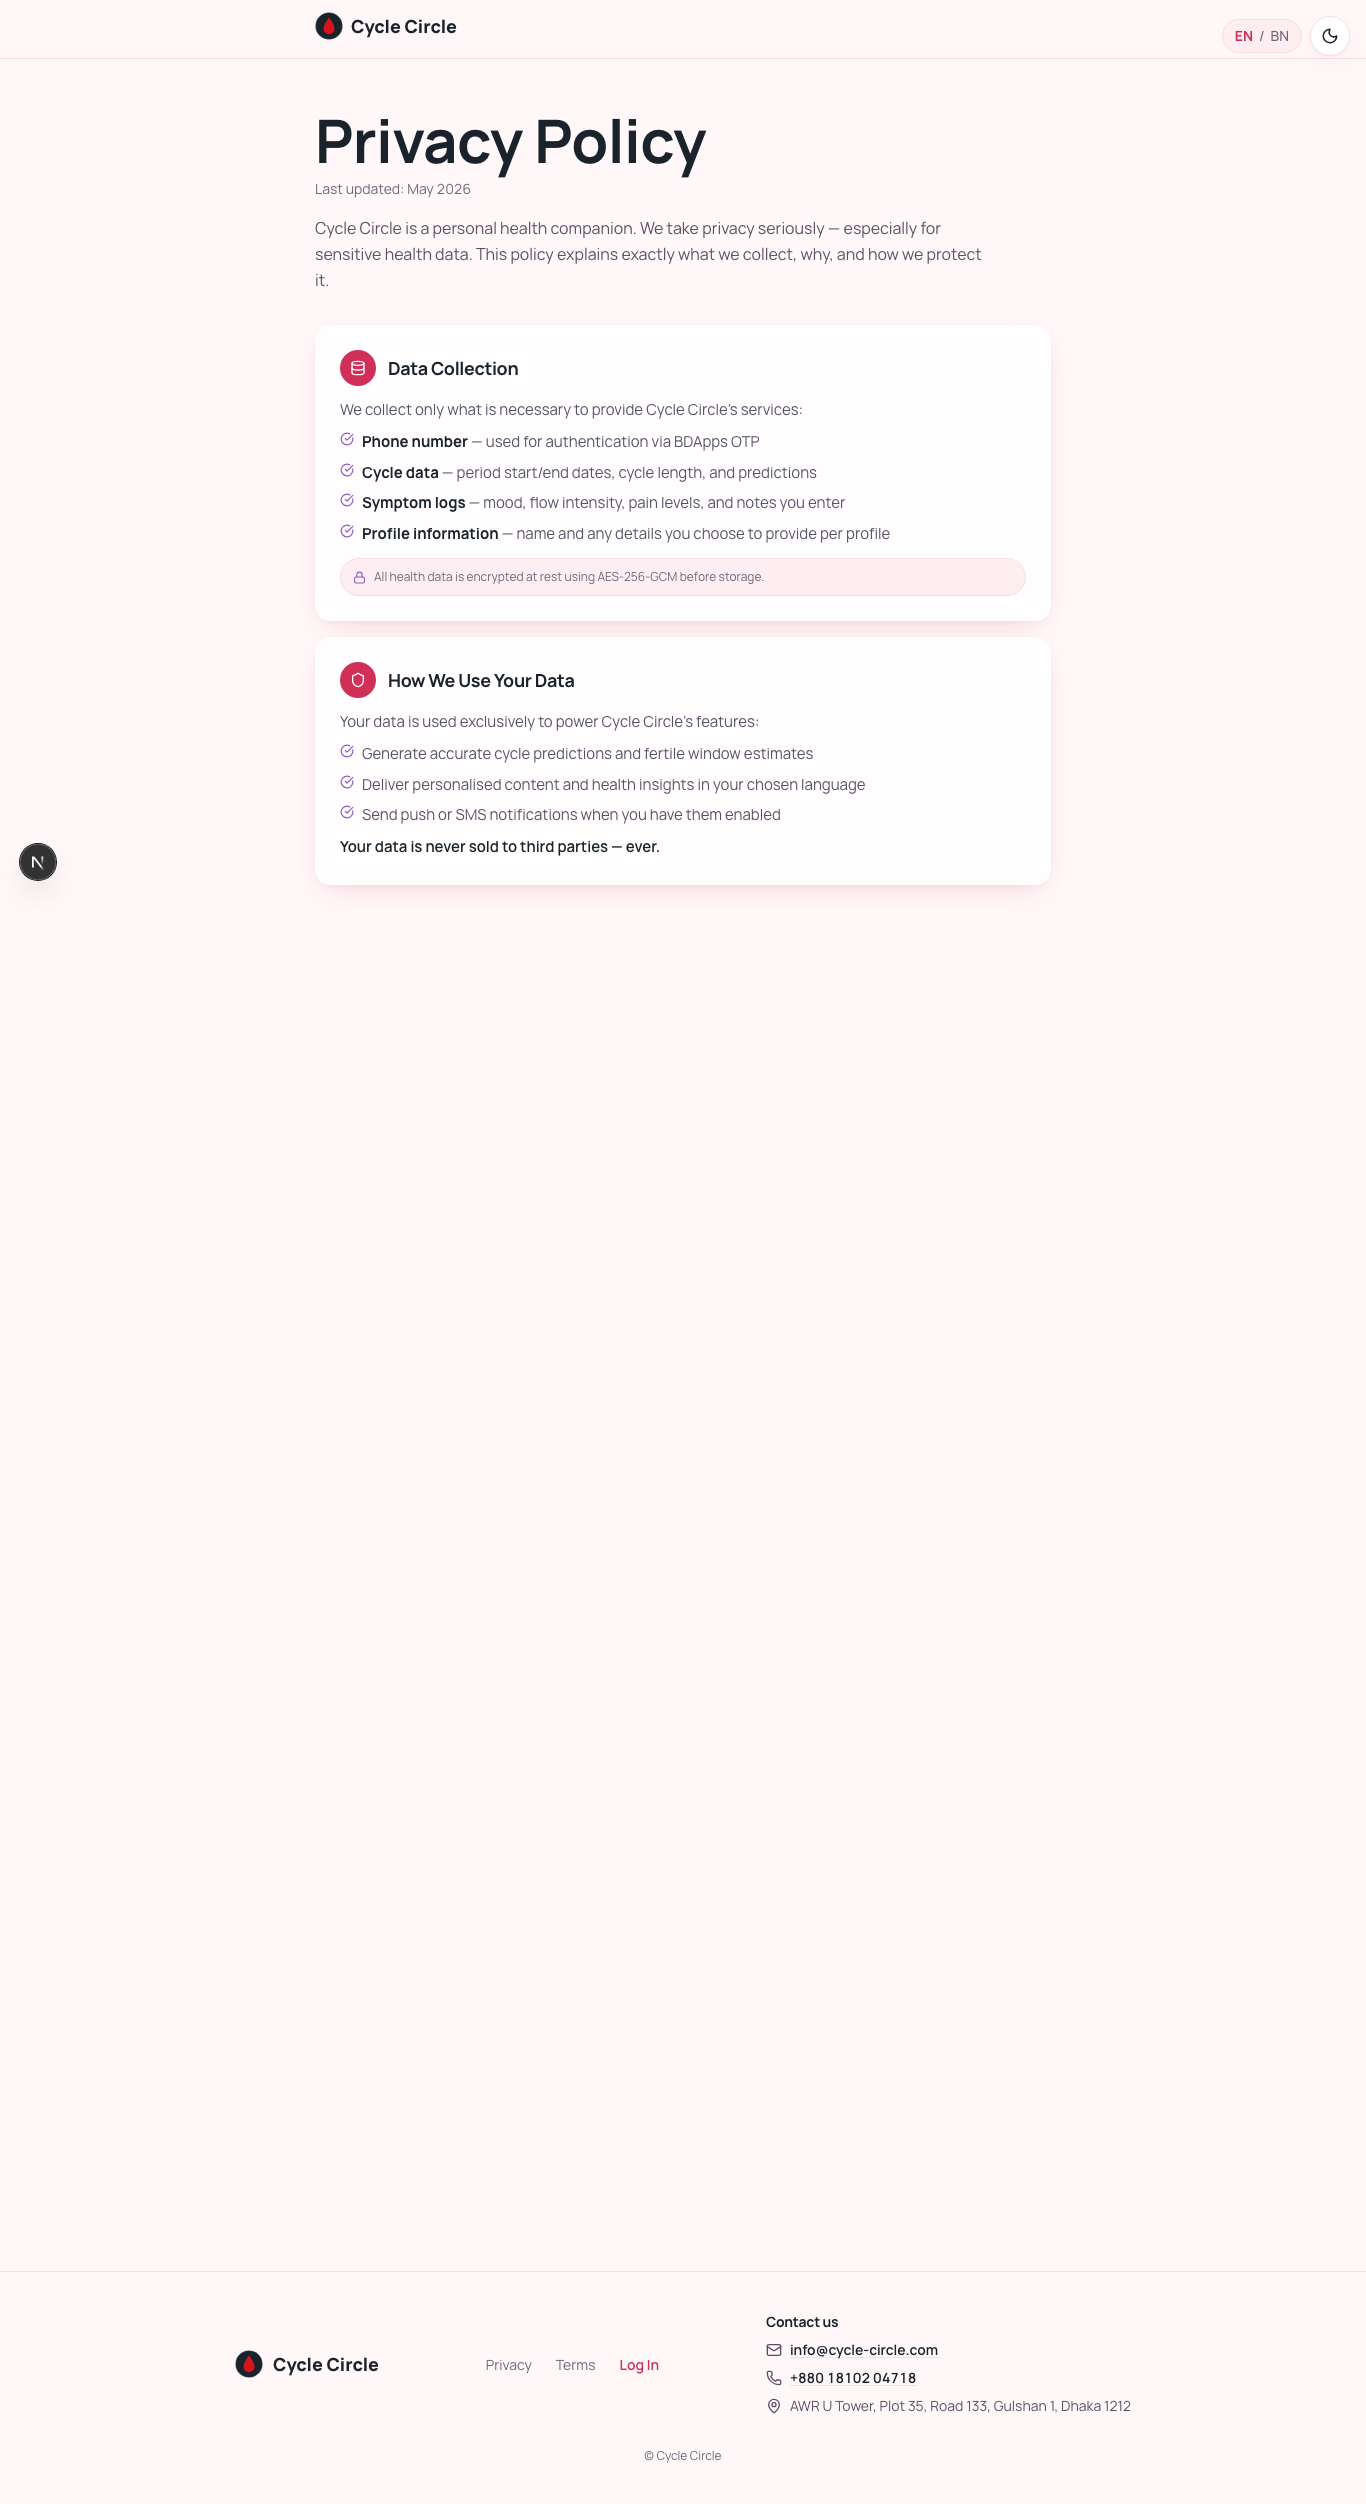 Cycle Circle
EN / BN
Privacy Policy
Last updated: May 2026
Cycle Circle is a personal health companion. We take privacy seriously — especially for
sensitive health data. This policy explains exactly what we collect, why, and how we protect
it.
Data Collection
We collect only what is necessary to provide Cycle Circle's services:
Phone number — used for authentication via BDApps OTP
Cycle data — period start/end dates, cycle length, and predictions
Symptom logs — mood, flow intensity, pain levels, and notes you enter
Profile information — name and any details you choose to provide per profile
All health data is encrypted at rest using AES-256-GCM before storage.
How We Use Your Data
Your data is used exclusively to power Cycle Circle's features:
Generate accurate cycle predictions and fertile window estimates
Deliver personalised content and health insights in your chosen language
Send push or SMS notifications when you have them enabled
Your data is never sold to third parties — ever.
N
Cycle Circle
Privacy Terms Log In
Contact us
info@cycle-circle.com
+880 18102 04718
AWR U Tower, Plot 35, Road 133, Gulshan 1, Dhaka 1212
© Cycle Circle